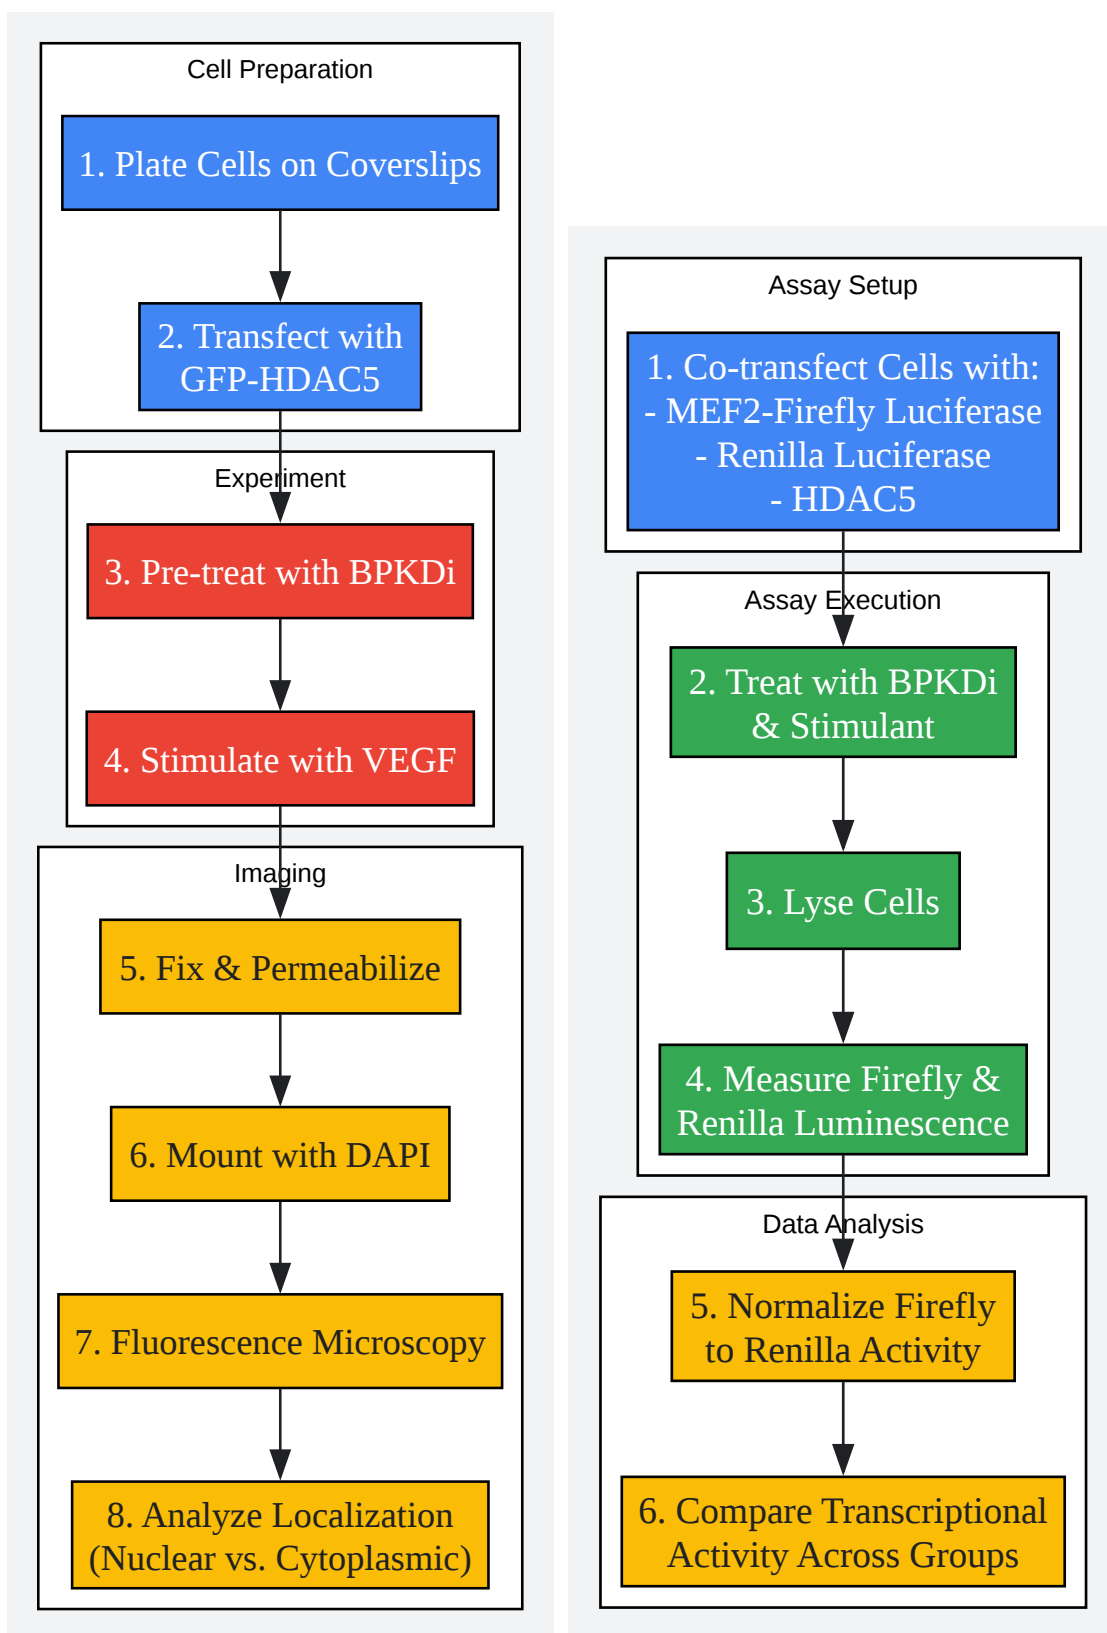 Cell Preparation
1. Plate Cells on Coverslips
2. Transfect with
GFP-HDAC5
Experiment
3. Pre-treat with BPKDi
4. Stimulate with VEGF
Imaging
5. Fix & Permeabilize
6. Mount with DAPI
7. Fluorescence Microscopy
8. Analyze Localization
(Nuclear vs. Cytoplasmic)
Assay Setup
1. Co-transfect Cells with:
- MEF2-Firefly Luciferase
- Renilla Luciferase
- HDAC5
Assay Execution
2. Treat with BPKDi
& Stimulant
3. Lyse Cells
4. Measure Firefly &
Renilla Luminescence
Data Analysis
5. Normalize Firefly
to Renilla Activity
6. Compare Transcriptional
Activity Across Groups